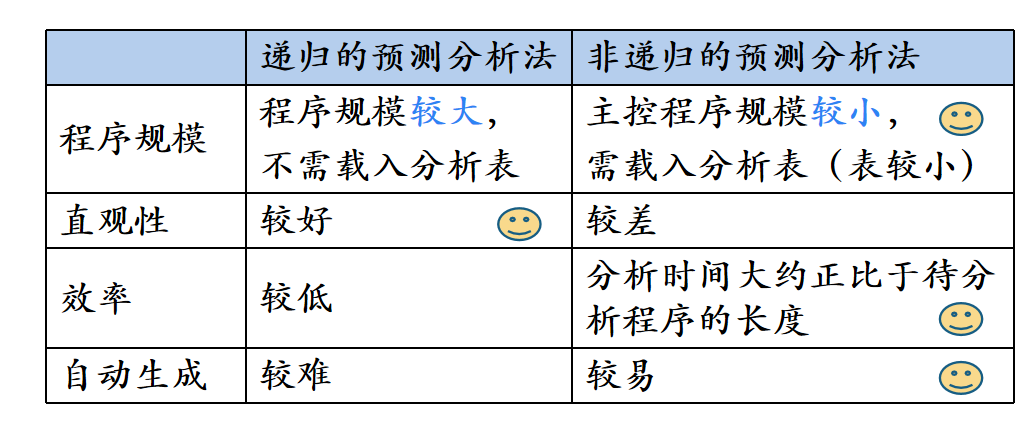 递归的预测分析法
非递归的预测分析法
程序规模
程序规模较大，
不需载入分析表
主控程序规模较小，
需载入分析表（表较小）
直观性
较好
较差
效率
较低
分析时间大约正比于待分
析程序的长度
自动生成
较难
较易